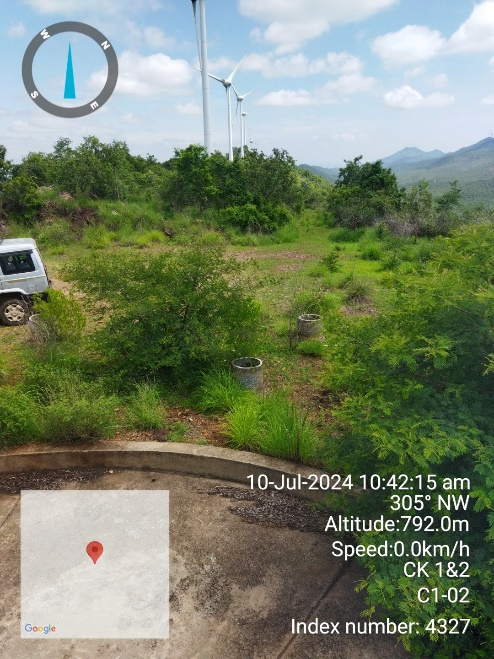 W N
S E
10-Jul-2024 10:42:15 am
305° NW
Altitude:792.0m
Speed:0.0km/h
CK 1&2
C1-02
Index number: 4327
Google